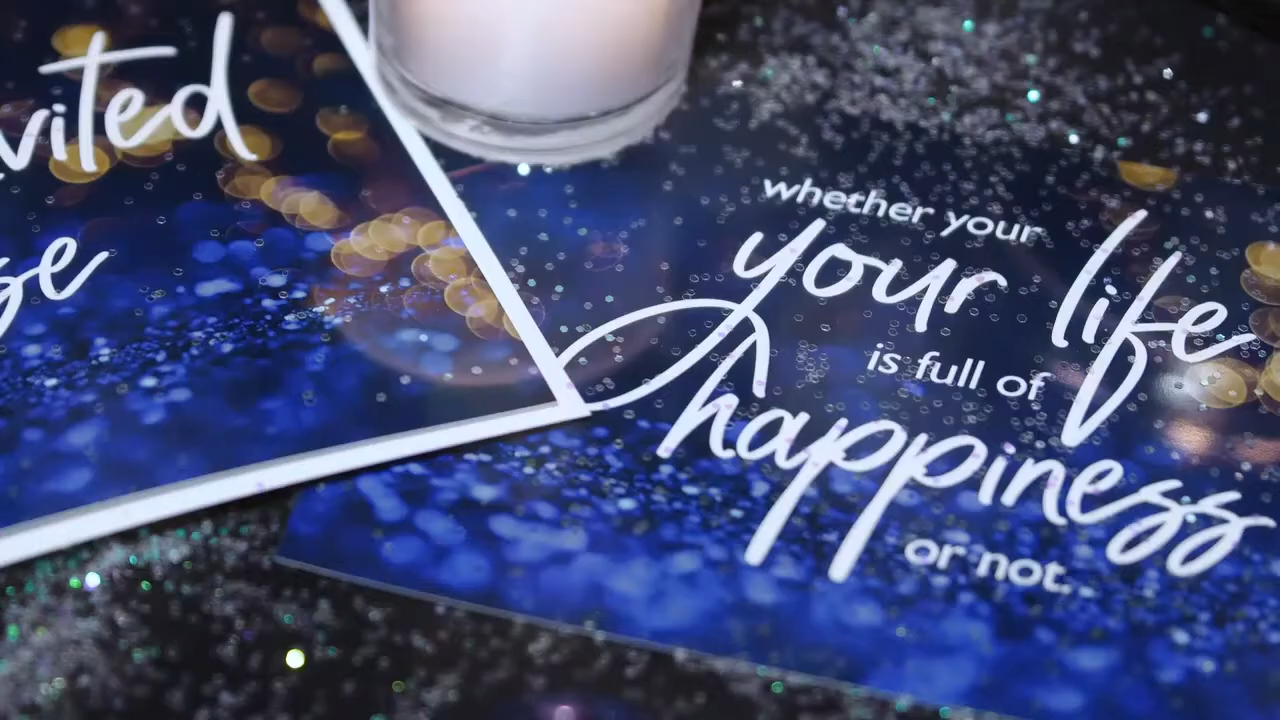 vited
se
whether your
your life
is full of
happiness
or not.